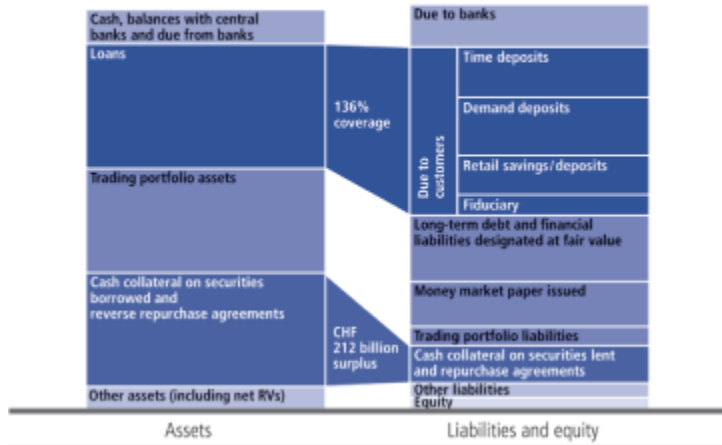 Cash, balances with central
banks and due from banks
Loans
Trading portfolio assets
Cash collateral on securities
borrowed and
reverse repurchase agreements
Other assets (including net RVs)
136%
coverage
CHF
212 billion
surplus
Due to banks
Due to
customers
Time deposits
Demand deposits
Retail savings/deposits
Fiduciary
Long-term debt and financial
liabilities designated at fair value
Money market paper issued
Trading portfolio liabilities
Cash collateral on securities lent
and repurchase agreements
Other liabilities
Equity
Assets
Liabilities and equity